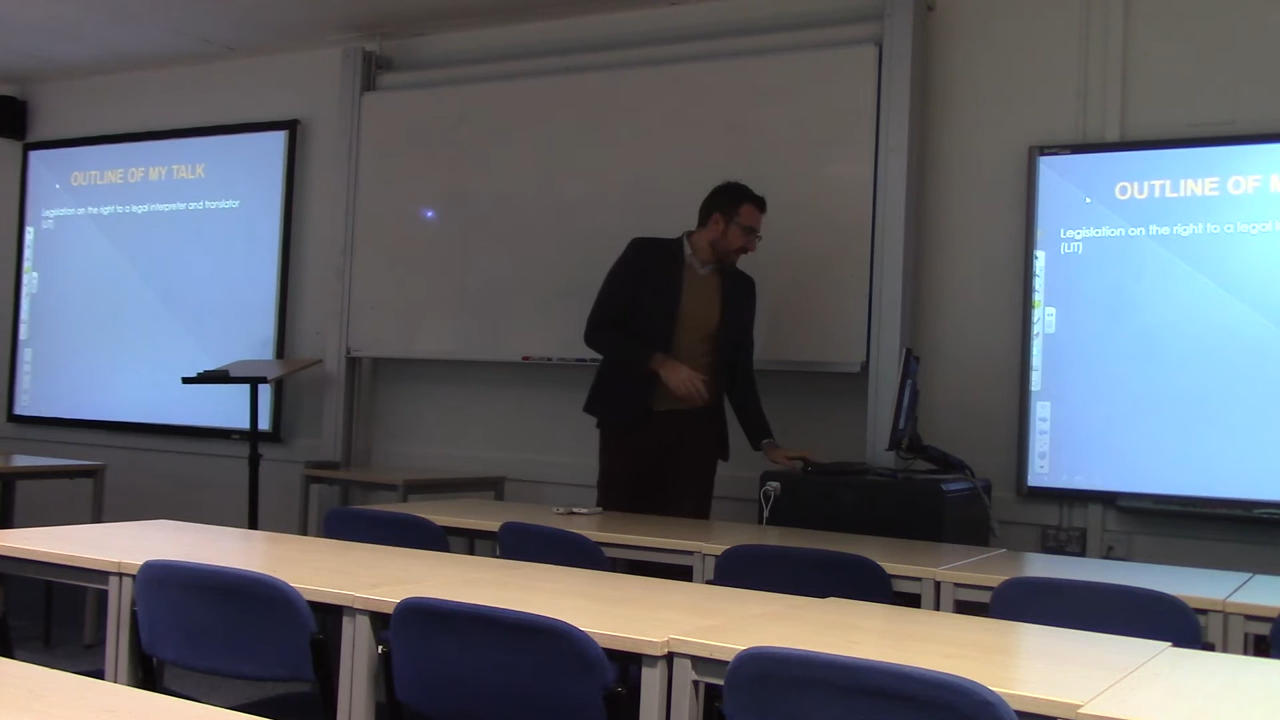 OUTLINE OF MY TALK
Legislation on the right to a legal interpreter and translator
(LIT)
OUTLINE OF
Legislation on the right to a legal
(LIT)